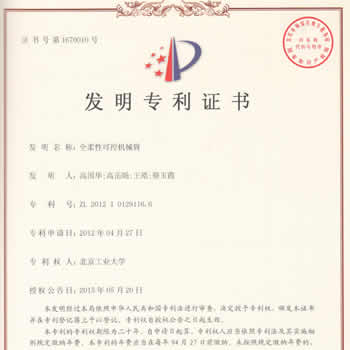 证书号第1670010号
发明专利证书
发明名称:全柔性可控机械臂
发明人:高国华;高岳旸;王皓;徐玉霞
专利号:ZL 2012 1 0129116.6
专利申请日:2012年04月27日
专利权人:北京工业大学
授权公告日:2015年05月20日
本发明经过本局依照中华人民共和国专利法进行审查,决定授予专利权,颁发本证书
并在专利登记簿上予以登记。专利权自授权公告之日起生效。
本专利的专利权期限为二十年,自申请日起算。专利权人应当依照专利法及其实施细
则规定缴纳年费。本专利的年费应当在每年04月27日前缴纳。未按照规定缴纳年费的,